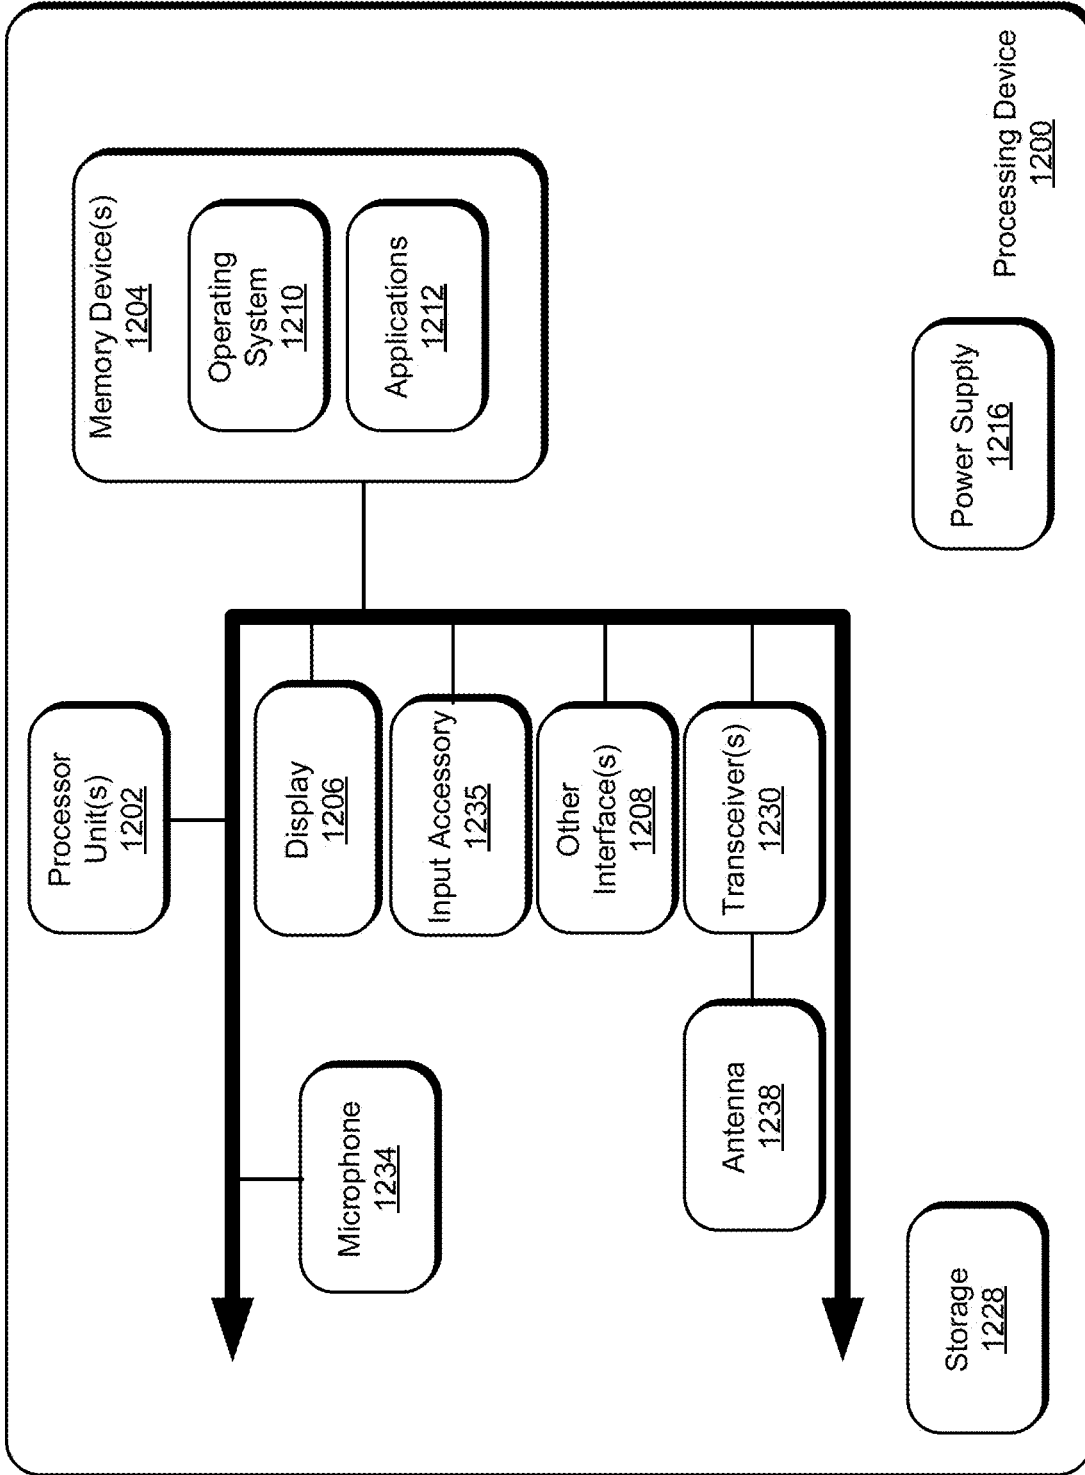 Processor
Unit(s)
1202
Memory Device(s)
1204
Operating
System
1210
Applications
1212
Microphone
1234
Display
1206
Input Accessory
1235
Other
Interface(s)
1208
Antenna
1238
Transceiver(s)
1230
Storage
1228
Power Supply
1216
Processing Device
1200